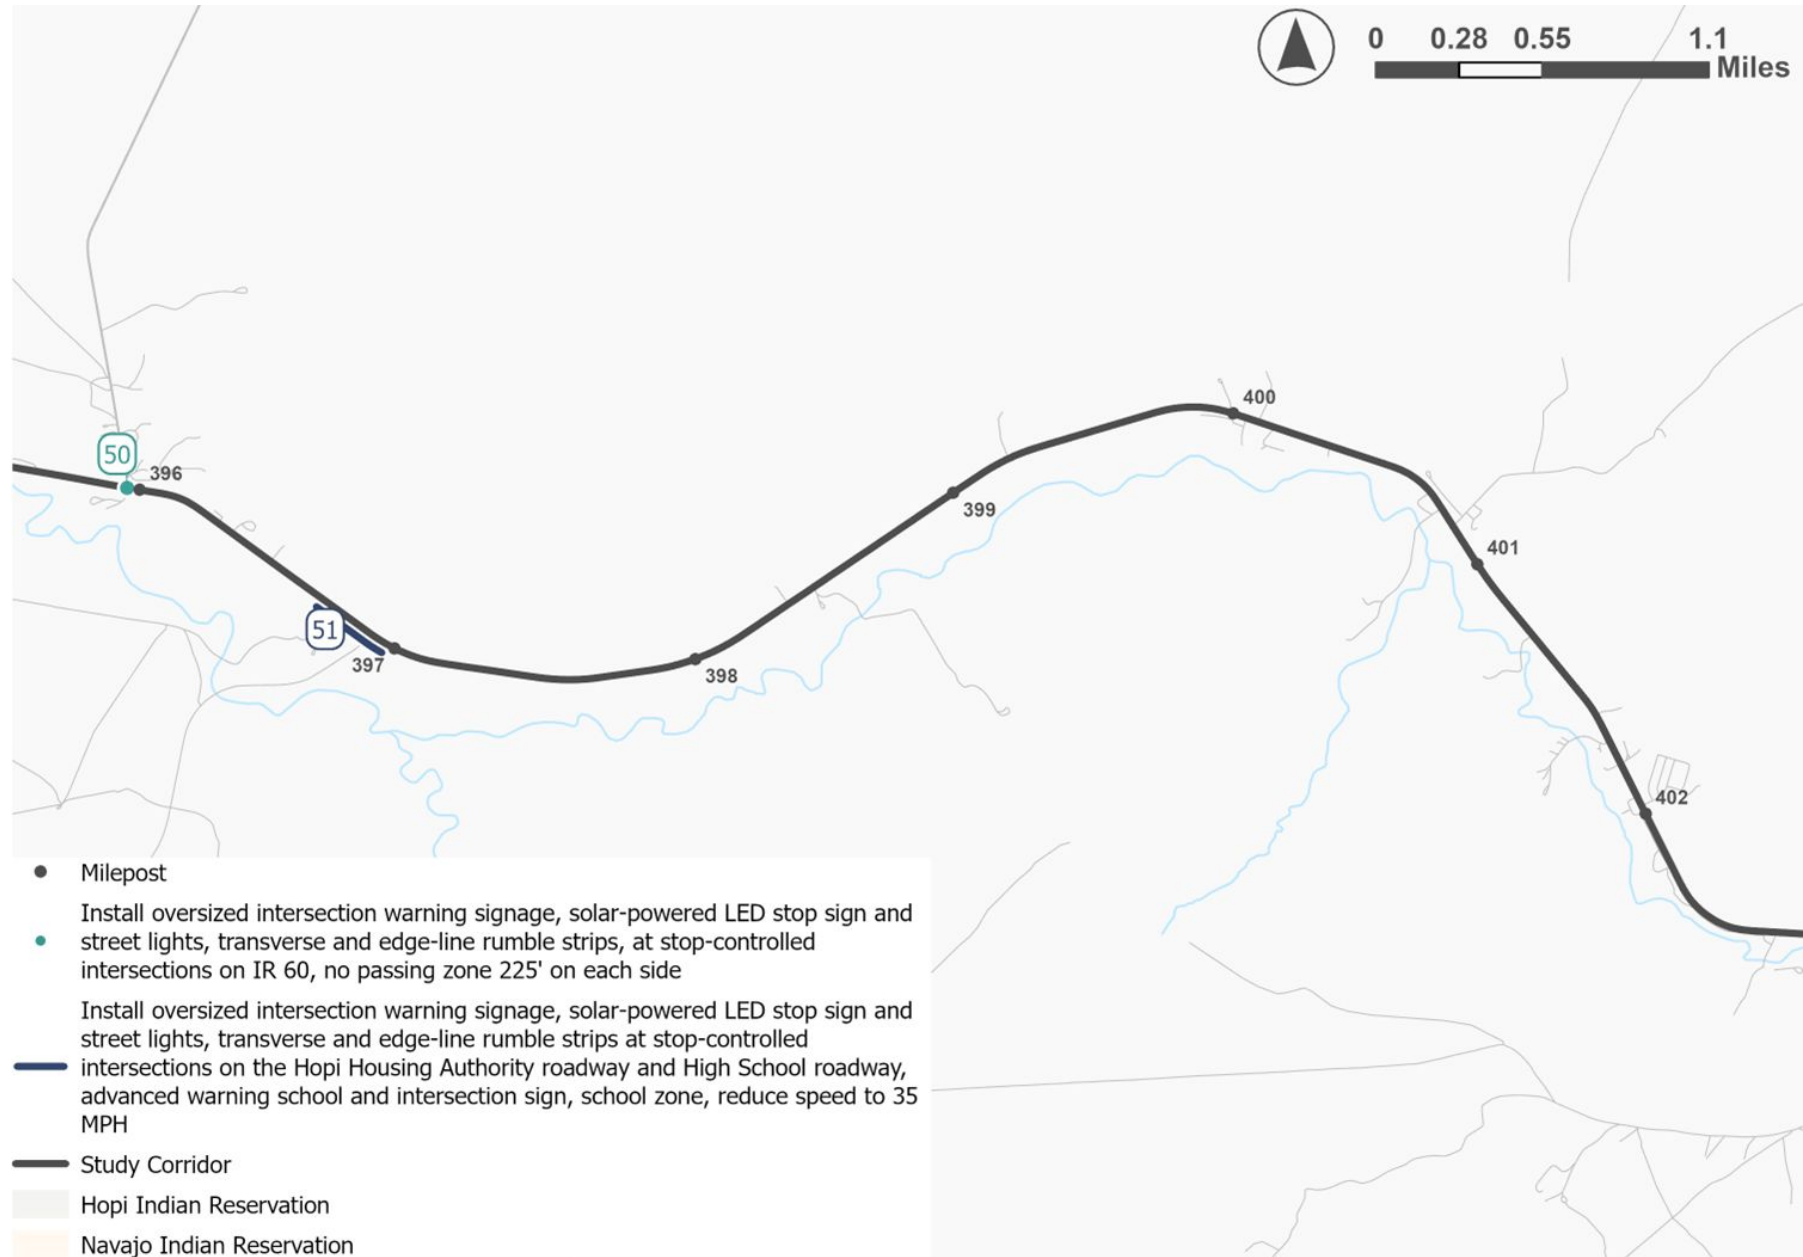 0 0.28 0.55 1.1
Miles
400
50
396
399
401
51
397
398
402
Milepost
Install oversized intersection warning signage, solar-powered LED stop sign and
street lights, transverse and edge-line rumble strips, at stop-controlled
intersections on IR 60, no passing zone 225' on each side
Install oversized intersection warning signage, solar-powered LED stop sign and
street lights, transverse and edge-line rumble strips at stop-controlled
intersections on the Hopi Housing Authority roadway and High School roadway,
advanced warning school and intersection sign, school zone, reduce speed to 35
MPH
Study Corridor
Hopi Indian Reservation
Navajo Indian Reservation